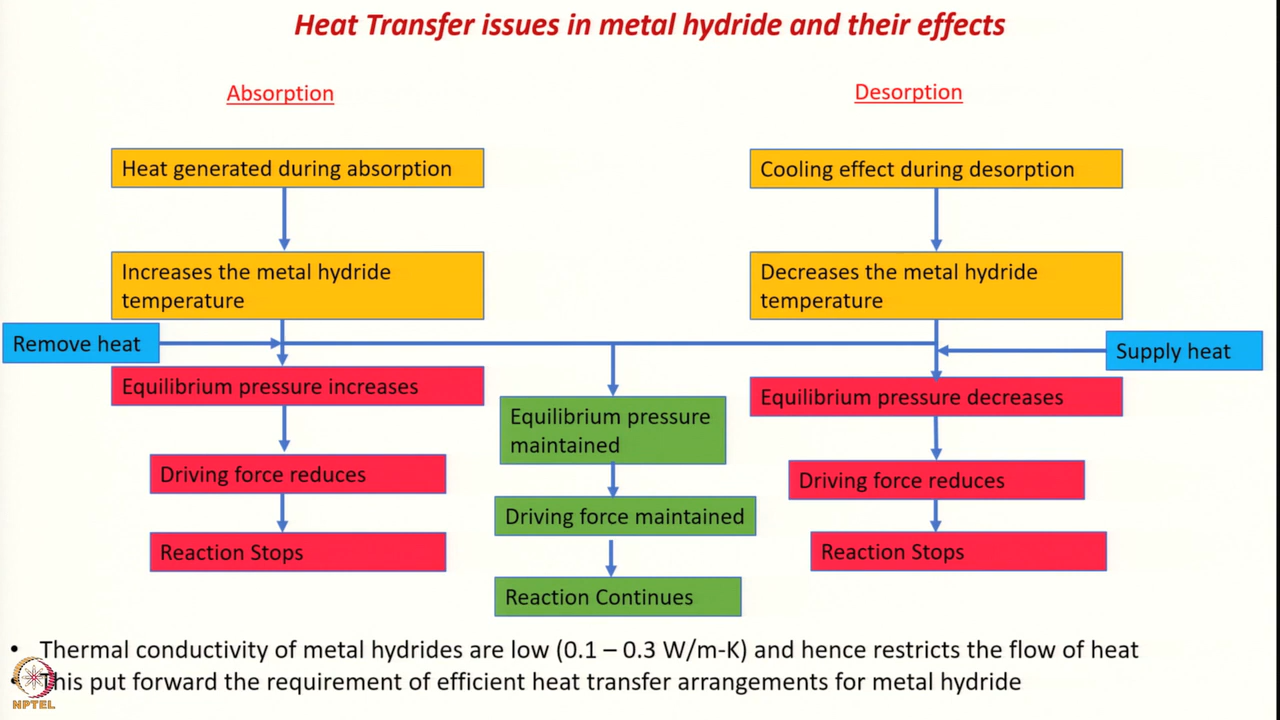 Heat Transfer issues in metal hydride and their effects
Absorption
Desorption
Heat generated during absorption
Cooling effect during desorption
Increases the metal hydride
temperature
Decreases the metal hydride
temperature
Remove heat
Supply heat
Equilibrium pressure increases
Equilibrium pressure decreases
Equilibrium pressure
maintained
Driving force reduces
Driving force reduces
Driving force maintained
Reaction Stops
Reaction Stops
Reaction Continues
• Thermal conductivity of metal hydrides are low (0.1 – 0.3 W/m-K) and hence restricts the flow of heat
• This put forward the requirement of efficient heat transfer arrangements for metal hydride
NPTEL